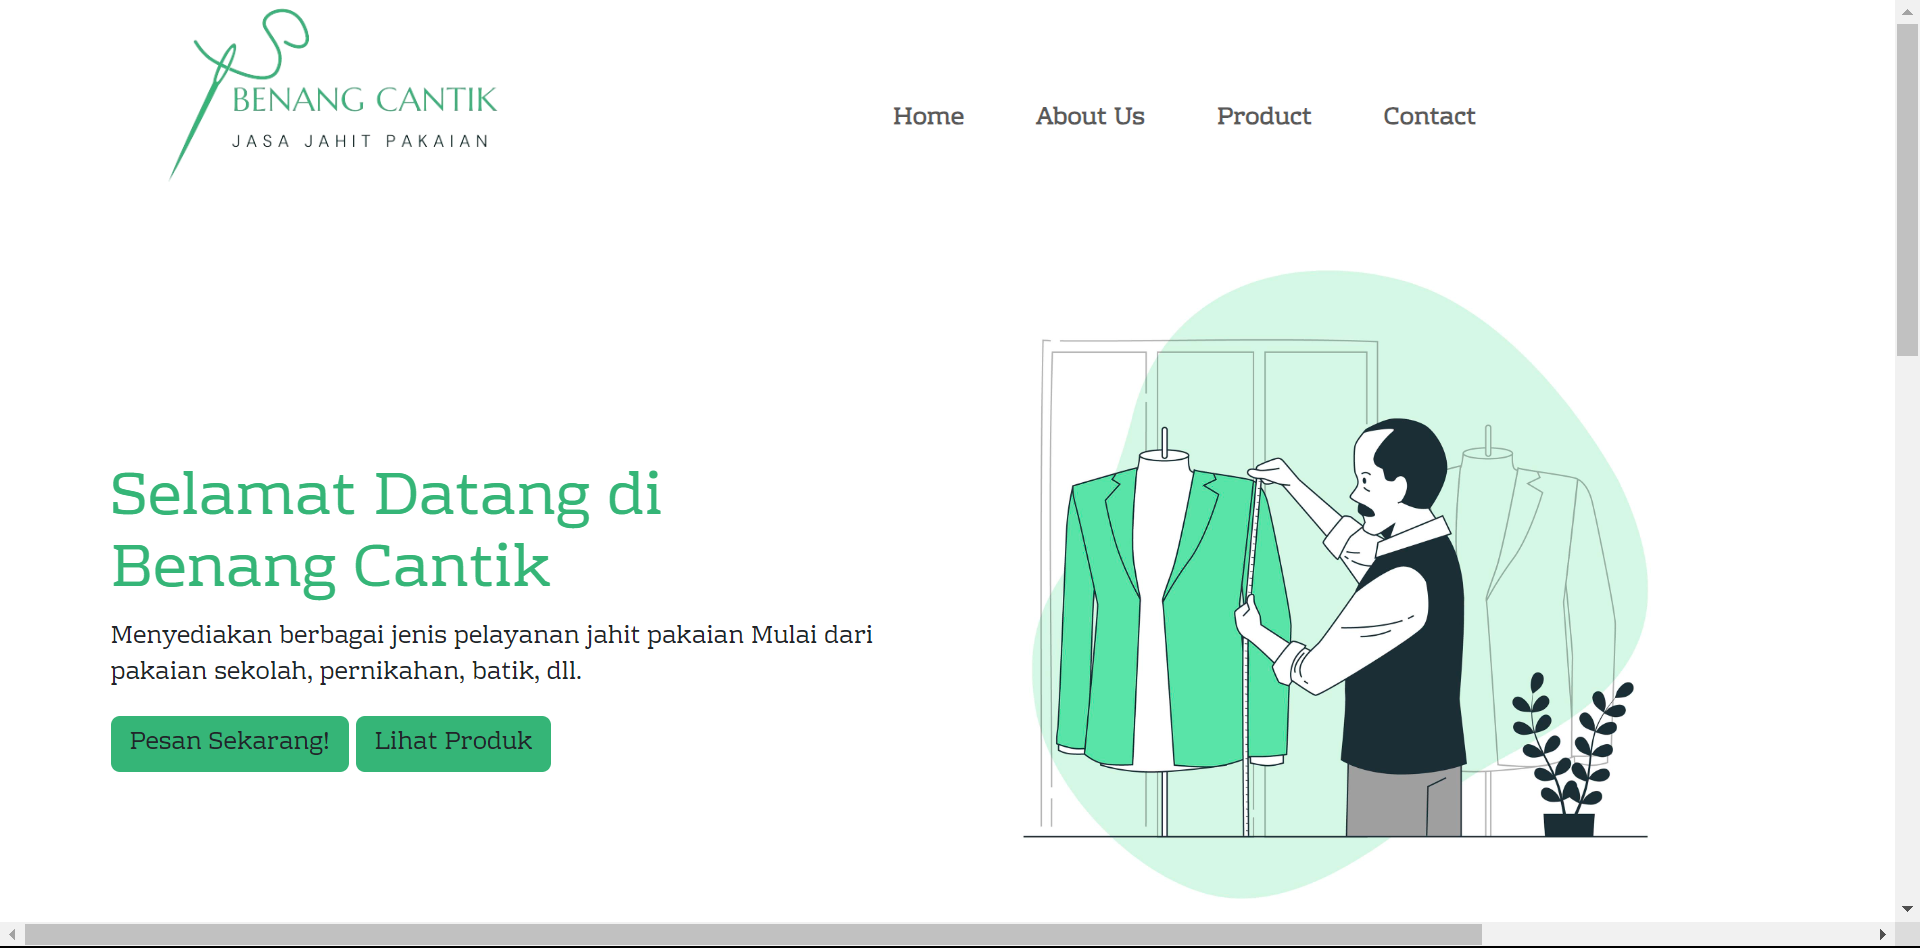 BENANG CANTIK
JASA JAHIT PAKAIAN
Home
About Us
Product
Contact
Selamat Datang di
Benang Cantik
Menyediakan berbagai jenis pelayanan jahit pakaian Mulai dari
pakaian sekolah, pernikahan, batik, dll.
Pesan Sekarang!
Lihat Produk